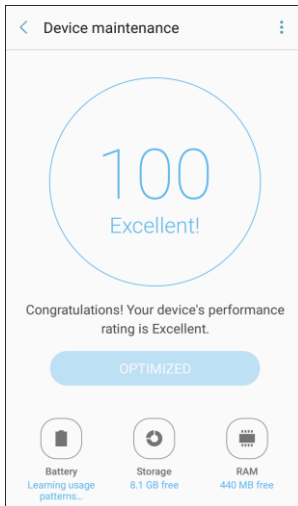 Device maintenance
100
Excellent!
Congratulations! Your device's performance
rating is Excellent.
OPTIMIZED
Battery
Learning usage
patterns...
Storage
8.1 GB free
RAM
440 MB free